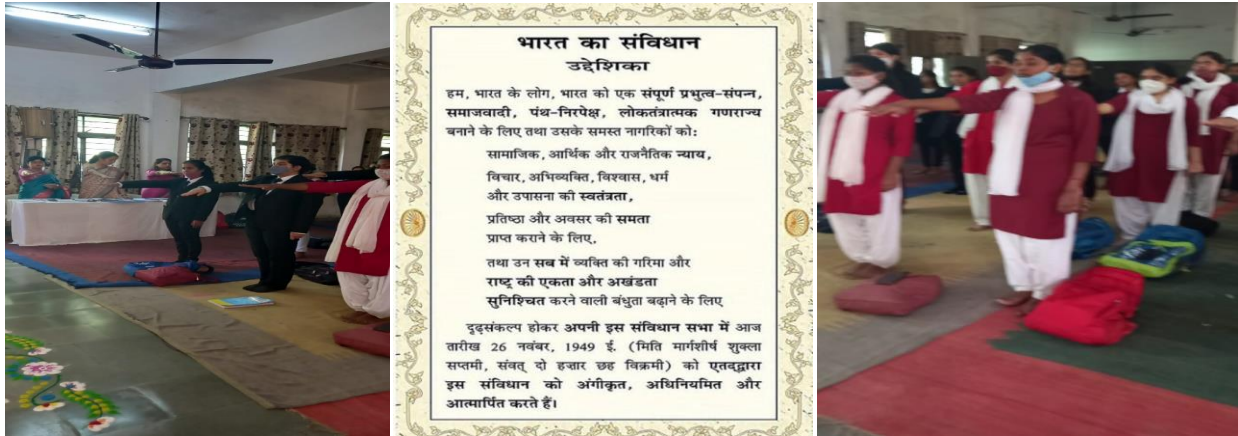 भारत का संविधान
उद्देशिका
हम, भारत के लोग, भारत को एक संपूर्ण प्रभुत्व-संपन्न,
समाजवादी, पंथ-निरपेक्ष, लोकतंत्रात्मक गणराज्य
बनाने के लिए तथा उसके समस्त नागरिकों को:
सामाजिक, आर्थिक और राजनैतिक न्याय,
विचार, अभिव्यक्ति, विश्वास, धर्म
और उपासना की स्वतंत्रता,
प्रतिष्ठा और अवसर की समता
प्राप्त कराने के लिए,
तथा उन सब में व्यक्ति की गरिमा और
राष्ट्र की एकता और अखंडता
सुनिश्चित करने वाली बंधुता बढ़ाने के लिए
दृढ़संकल्प होकर अपनी इस संविधान सभा में आज
तारीख 26 नवंबर, 1949 ई. (मिति मार्गशीर्ष शुक्ला
सप्तमी, संवत् दो हज़ार छह विक्रमी) को एतद्द्वारा
इस संविधान को अंगीकृत, अधिनियमित और
आत्मार्पित करते हैं।